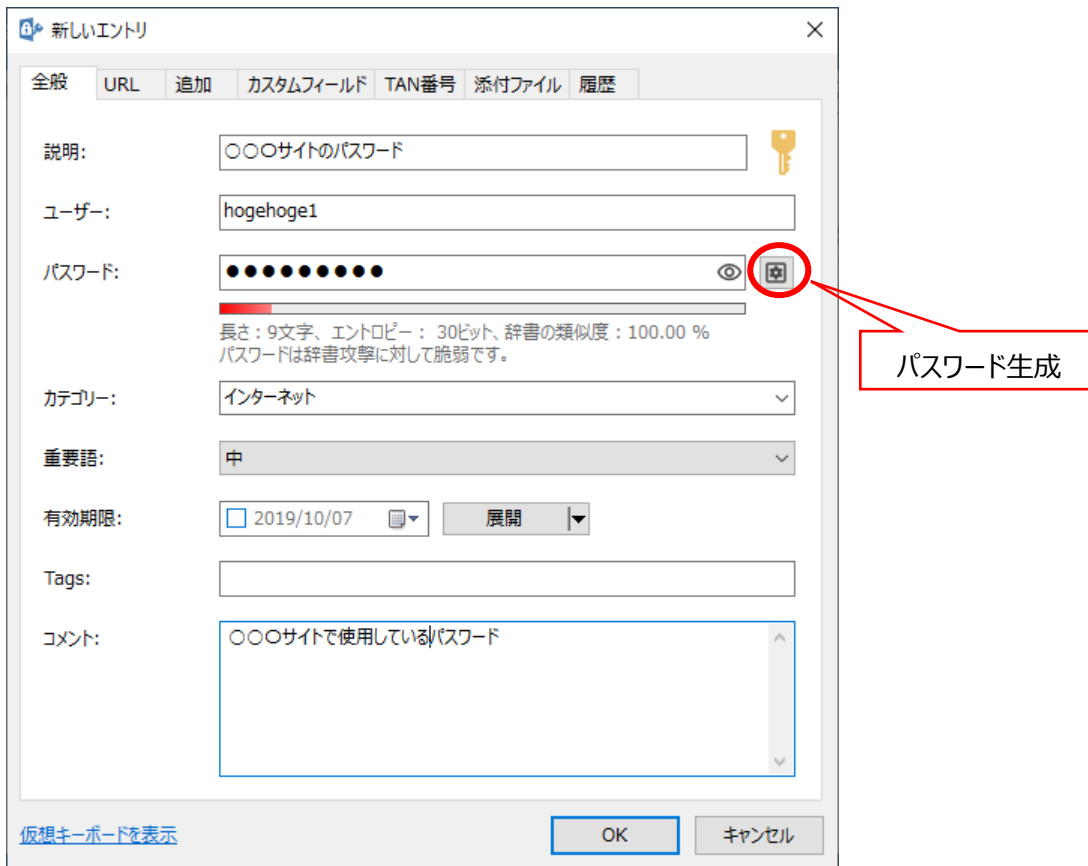 新しいエントリ
全般 URL 追加 カスタムフィールド TAN番号 添付ファイル 履歴
説明: 〇〇〇サイトのパスワード
ユーザー: hogehoge1
パスワード: ●●●●●●●●●
長さ：9文字、エントロピー： 30ビット、辞書の類似度：100.00 %
パスワードは辞書攻撃に対して脆弱です。
パスワード生成
カテゴリー: インターネット
重要語: 中
有効期限: 2019/10/07 展開
Tags:
コメント: 〇〇〇サイトで使用しているパスワード
仮想キーボードを表示 OK キャンセル